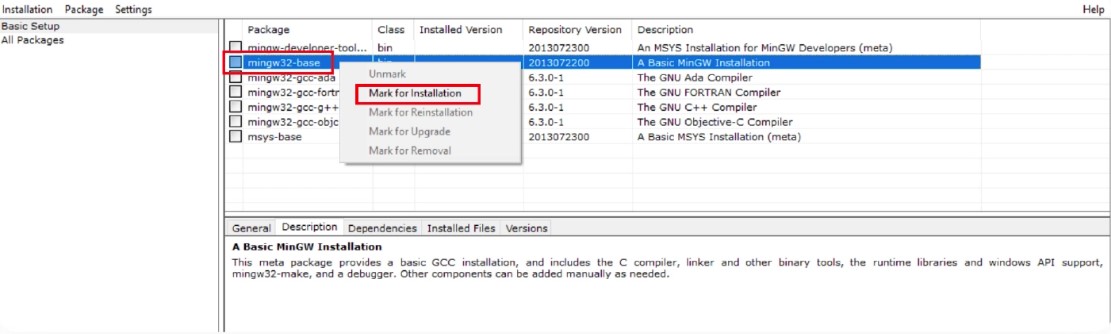 Installation Package Settings Help
Basic Setup
All Packages
Package Class Installed Version Repository Version Description
mingw-developer-tool... bin 2013072300 An MSYS Installation for MinGW Developers (meta)
mingw32-base bin 2013072200 A Basic MinGW Installation
mingw32-gcc-ada 6.3.0-1 The GNU Ada Compiler
mingw32-gcc-fortr 6.3.0-1 The GNU FORTRAN Compiler
mingw32-gcc-g++ 6.3.0-1 The GNU C++ Compiler
mingw32-gcc-objc 6.3.0-1 The GNU Objective-C Compiler
msys-base 2013072300 A Basic MSYS Installation (meta)
Unmark
Mark for Installation
Mark for Reinstallation
Mark for Upgrade
Mark for Removal
General Description Dependencies Installed Files Versions
A Basic MinGW Installation
This meta package provides a basic GCC installation, and includes the C compiler, linker and other binary tools, the runtime libraries and windows API support,
mingw32-make, and a debugger. Other components can be added manually as needed.